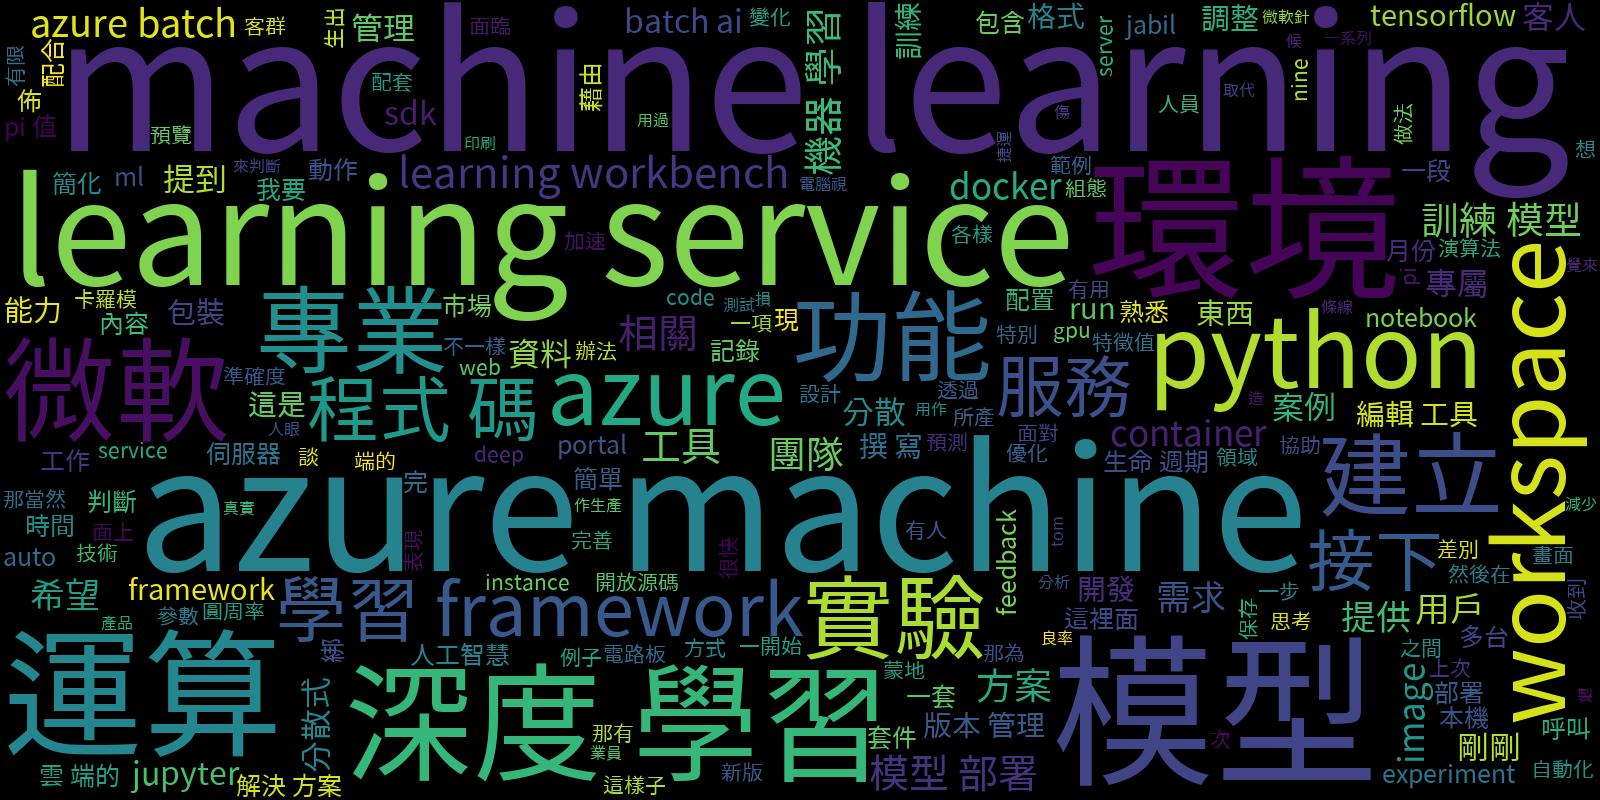 machine learning
azure batch
客群
生出
管理
面臨
batch ai
變化
機器 學習
訓練
包含
格式
server
jabil
調整
微軟針
tensorflow
客人
有限
配合
佈
pi 值
預覽
配套
sdk
印刷
藉由
用過
候
一系列
nine
取代
人員
傷
做法
捷運
想
簡化
ml
提到
來判斷
我要
動作
learning workbench
電腦視
docker
範例
組態
一段
環境
訓練 模型
learning service
加速
各樣
月份
演算法
覺來
pi
專屬
workspace
能力
卡羅模
內容
包裝
專業
市場
code
測試
損
一項
現
相關
功能
配置
有用
run
熟悉
東西
條線
notebook
微軟
不一樣
web
資料
辦法
記錄
特別
gpu
特徵值
python
準確度
這是
人眼
程式 碼
azure
設計
透過
分散
用作
所產
服務
造
案例
編輯 工具
工作
service
伺服器
談
端的
deep
portal
工具
團隊
撰 寫
預測
面對
優化
container
生命 週期
領域
協助
建立
那當然
判斷
真實
azure machine
完
簡單
作生產
有人
減少
時間
面上
表現
完善
很快
feedback
tom
接下
差別
畫面
auto
技術
然後在
希望
framework
instance
開放源碼
分析
開發
需求
一步
收到
產品
參數
圓周率
學習 framework
實驗
這裡面
保存
思考
提供
用戶
運算
綁
人工智慧
例子
電路板
方式
一開始
那為
良率
之間
多台
分散式
深度 學習
蒙地
一套
方案
模型
image
上次
部署
製
那有
業員
套件
版本 管理
次
本機
剛剛
呼叫
雲 端的
jupyter
解決 方案
這樣子
新版
模型 部署
experiment
自動化